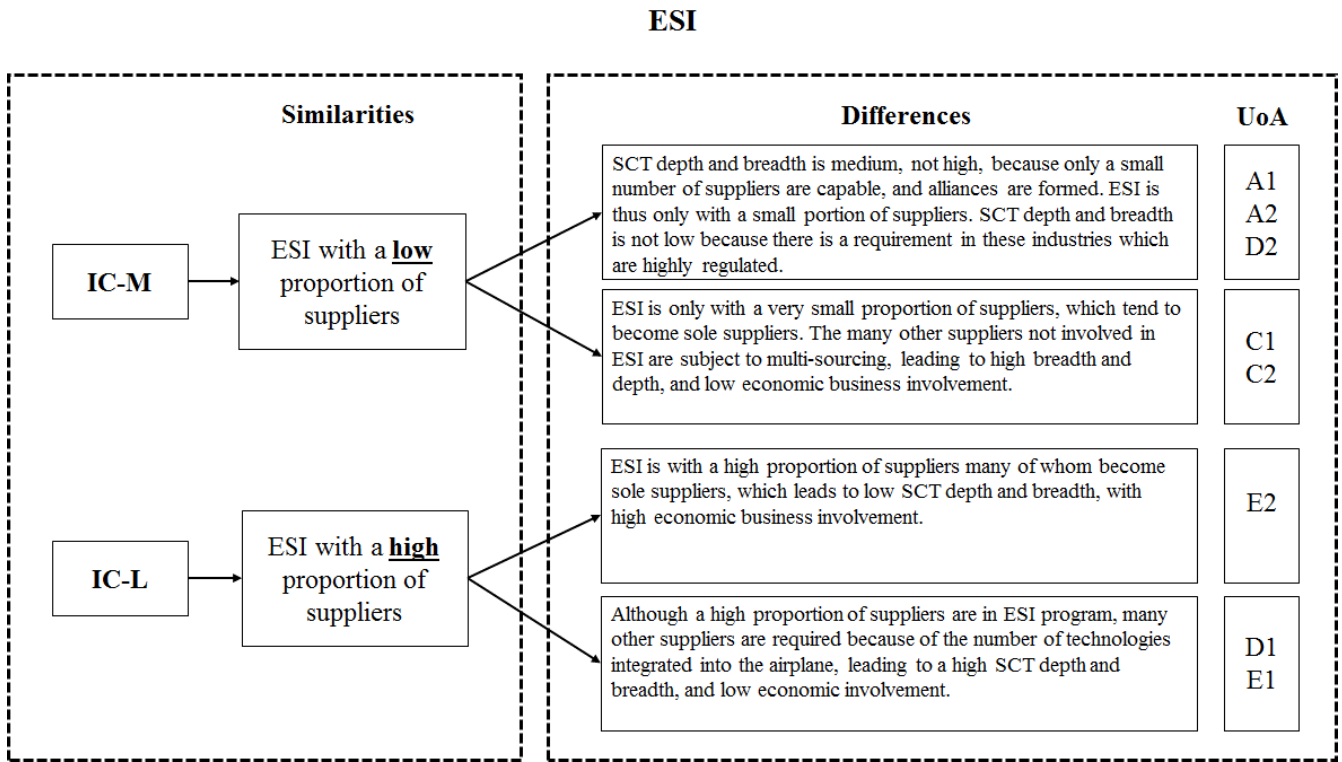 ESI
Similarities
Differences
UoA
IC-M
ESI with a low
proportion of
suppliers
SCT depth and breadth is medium, not high, because only a small
number of suppliers are capable, and alliances are formed. ESI is
thus only with a small portion of suppliers. SCT depth and breadth
is not low because there is a requirement in these industries which
are highly regulated.
A1
A2
D2
ESI is only with a very small proportion of suppliers, which tend to
become sole suppliers. The many other suppliers not involved in
ESI are subject to multi-sourcing, leading to high breadth and
depth, and low economic business involvement.
C1
C2
IC-L
ESI with a high
proportion of
suppliers
ESI is with a high proportion of suppliers many of whom become
sole suppliers, which leads to low SCT depth and breadth, with
high economic business involvement.
E2
Although a high proportion of suppliers are in ESI program, many
other suppliers are required because of the number of technologies
integrated into the airplane, leading to a high SCT depth and
breadth, and low economic involvement.
D1
E1